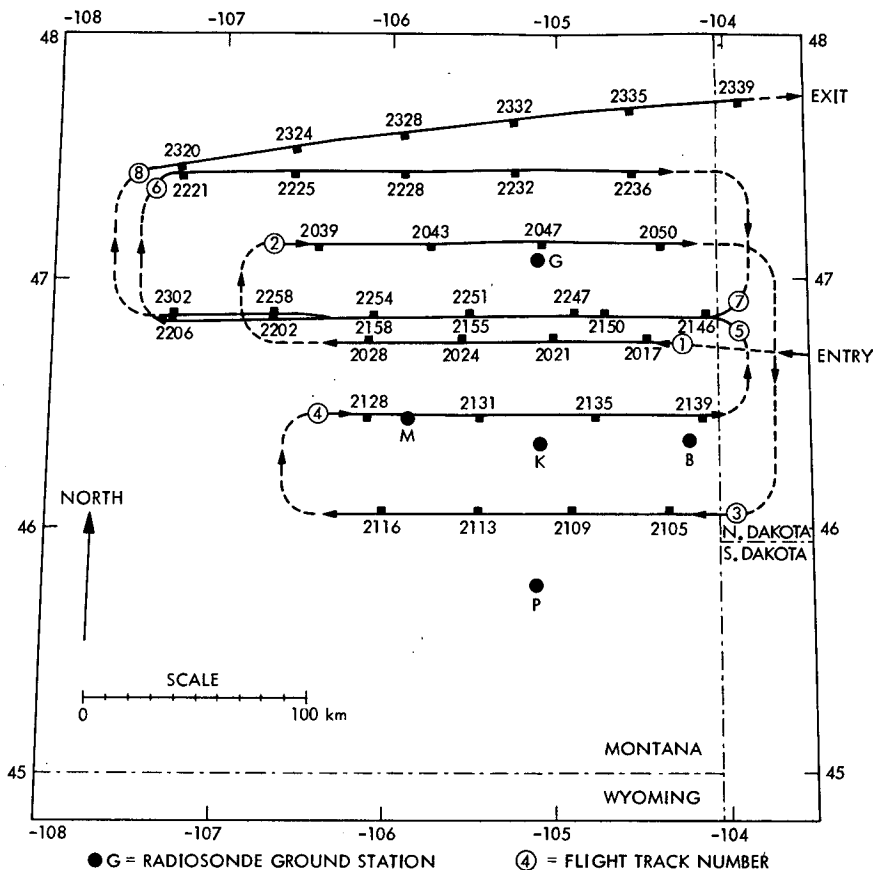 -108 -107 -106 -105 -104
48 48
2339
2335
EXIT
2332
2328
2324
2320
8
6
2221 2225 2228 2232 2236
2039 2043 2047 2050
2
G
47 47
2302 2258 2254 2251 2247 7
2206 2202 2158 2155 2150 2146 5
2028 2024 2021 2017 1
ENTRY
2128 2131 2135 2139
4
M K B
NORTH
46 3 46
2116 2113 2109 2105
N. DAKOTA
S. DAKOTA
P
SCALE
0 100 km
MONTANA
45 45
WYOMING
-108 -107 -106 -105 -104
G = RADIOSONDE GROUND STATION 4 = FLIGHT TRACK NUMBER